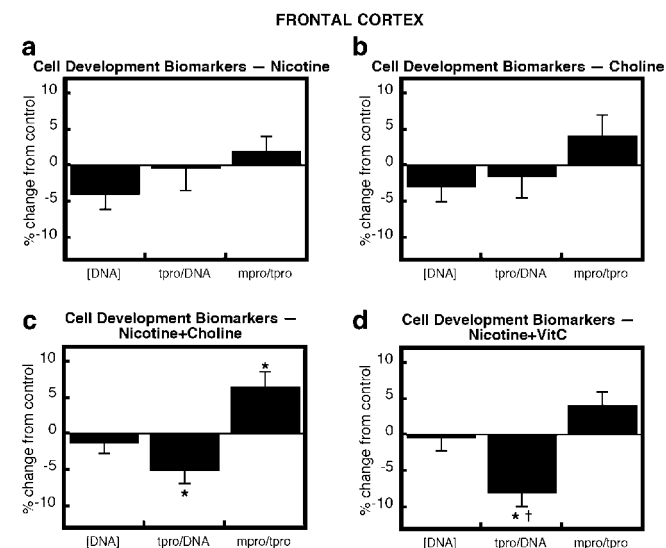 FRONTAL CORTEX
a
Cell Development Biomarkers — Nicotine
% change from control
10
5
0
-5
-10
[DNA] tpro/DNA mpro/tpro
b
Cell Development Biomarkers — Choline
% change from control
10
5
0
-5
-10
[DNA] tpro/DNA mpro/tpro
c
Cell Development Biomarkers —
Nicotine+Choline
% change from control
10
5
0
-5
-10
*
*
[DNA] tpro/DNA mpro/tpro
d
Cell Development Biomarkers —
Nicotine+VitC
% change from control
10
5
0
-5
-10
* †
[DNA] tpro/DNA mpro/tpro